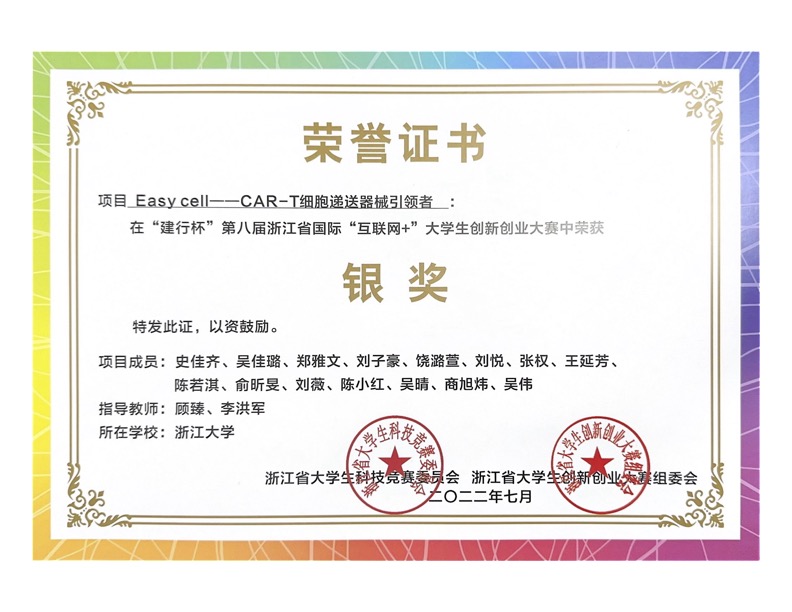 荣誉证书
项目 Easy cell——CAR-T细胞递送器械引领者 ：
在“建行杯”第八届浙江省国际“互联网+”大学生创新创业大赛中荣获
银奖
特发此证，以资鼓励。
项目成员：史佳齐、吴佳璐、郑雅文、刘子豪、饶潞萱、刘悦、张权、王延芳、
陈若淇、俞昕旻、刘薇、陈小红、吴晴、商旭炜、吴伟
指导教师：顾臻、李洪军
所在学校：浙江大学
浙江省大学生科技竞赛委员会 浙江省大学生创新创业大赛组委会
二〇二二年七月
浙江省大学生科技竞赛委员会
浙江省大学生创新创业大赛组委会